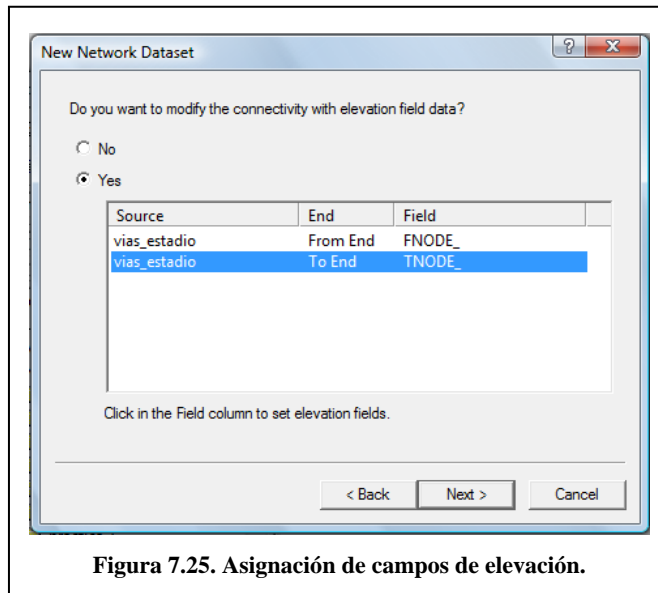 New Network Dataset
Do you want to modify the connectivity with elevation field data?
No
Yes
Source End Field
vias_estadio From End FNODE_
vias_estadio To End TNODE_
Click in the Field column to set elevation fields.
< Back Next > Cancel
Figura 7.25. Asignación de campos de elevación.